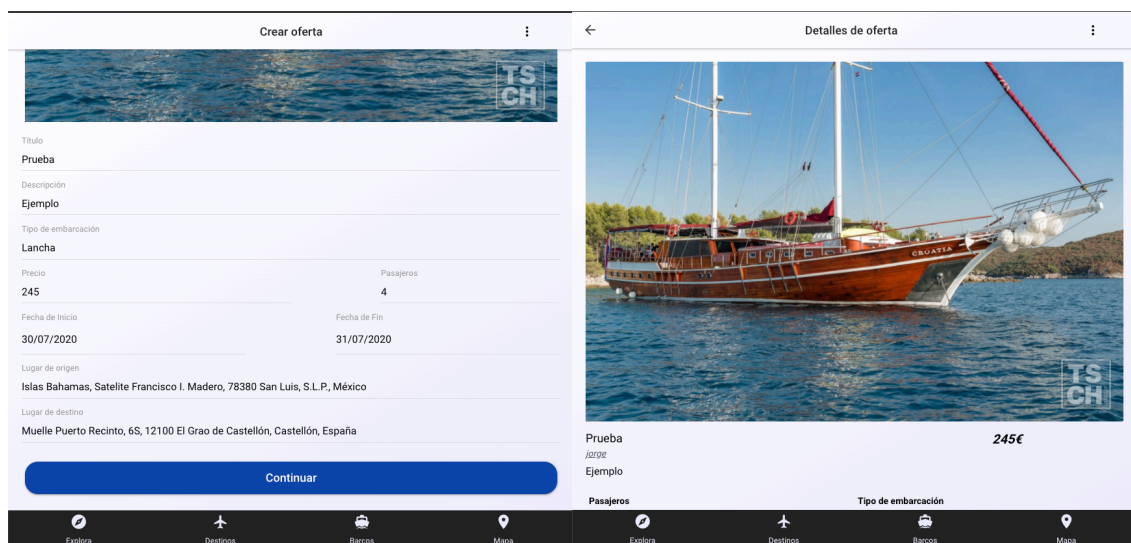 Crear oferta
TS
CH
Título
Prueba
Descripción
Ejemplo
Tipo de embarcación
Lancha
Precio
Pasajeros
245
4
Fecha de Inicio
Fecha de Fin
30/07/2020
31/07/2020
Lugar de origen
Islas Bahamas, Satelite Francisco I. Madero, 78380 San Luis, S.L.P., México
Lugar de destino
Muelle Puerto Recinto, 6S, 12100 El Grao de Castellón, Castellón, España
Continuar
Explora
Destinos
Barcos
Mapa
Detalles de oferta
CROATIA
TS
CH
Prueba
245€
jorge
Ejemplo
Pasajeros
Tipo de embarcación
Explora
Destinos
Barcos
Mapa